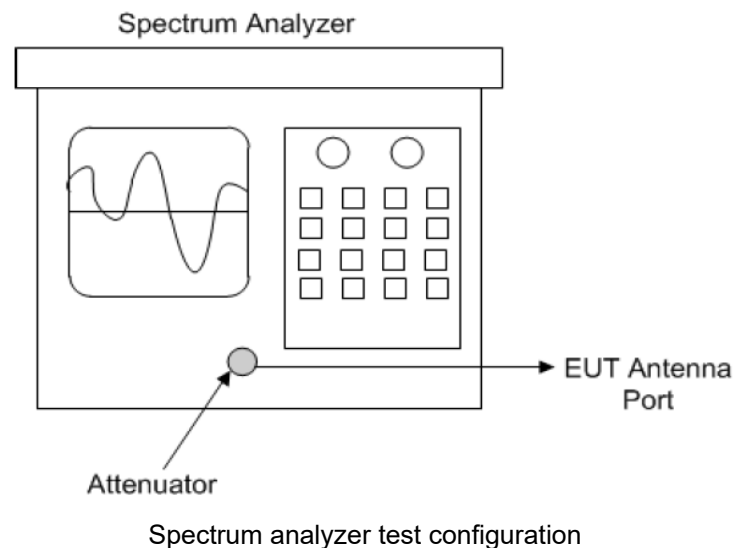 Spectrum Analyzer
EUT Antenna
Port
Attenuator
Spectrum analyzer test configuration